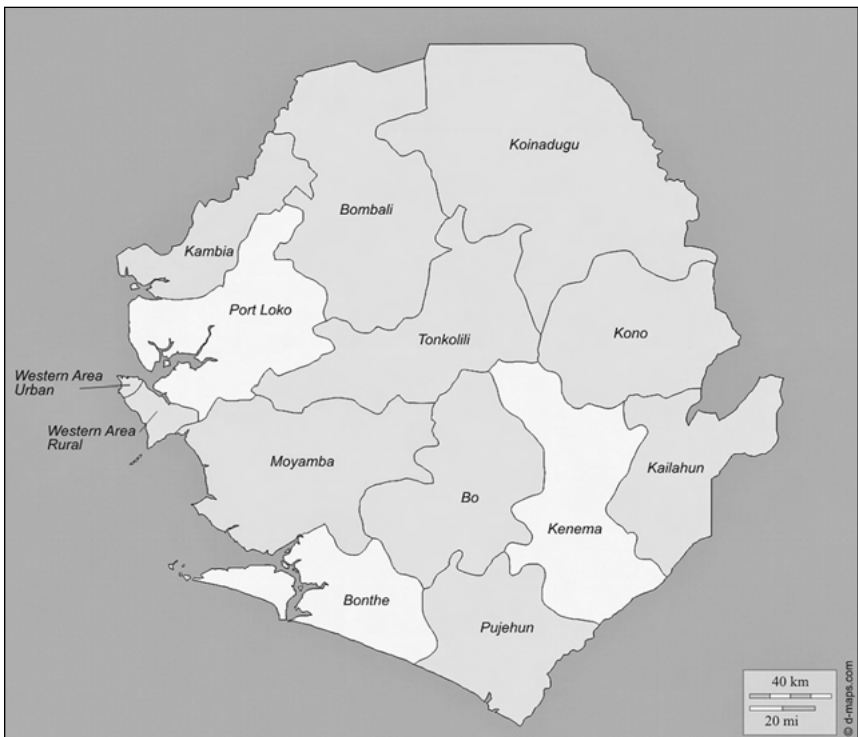 Koinadugu
Bombali
Kambia
Port Loko
Kono
Tonkolili
Western Area
Urban
Western Area
Rural
Moyamba
Kailahun
Bo
Kenema
Bonthe
Pujehun
40 km
20 mi
© d-maps.com